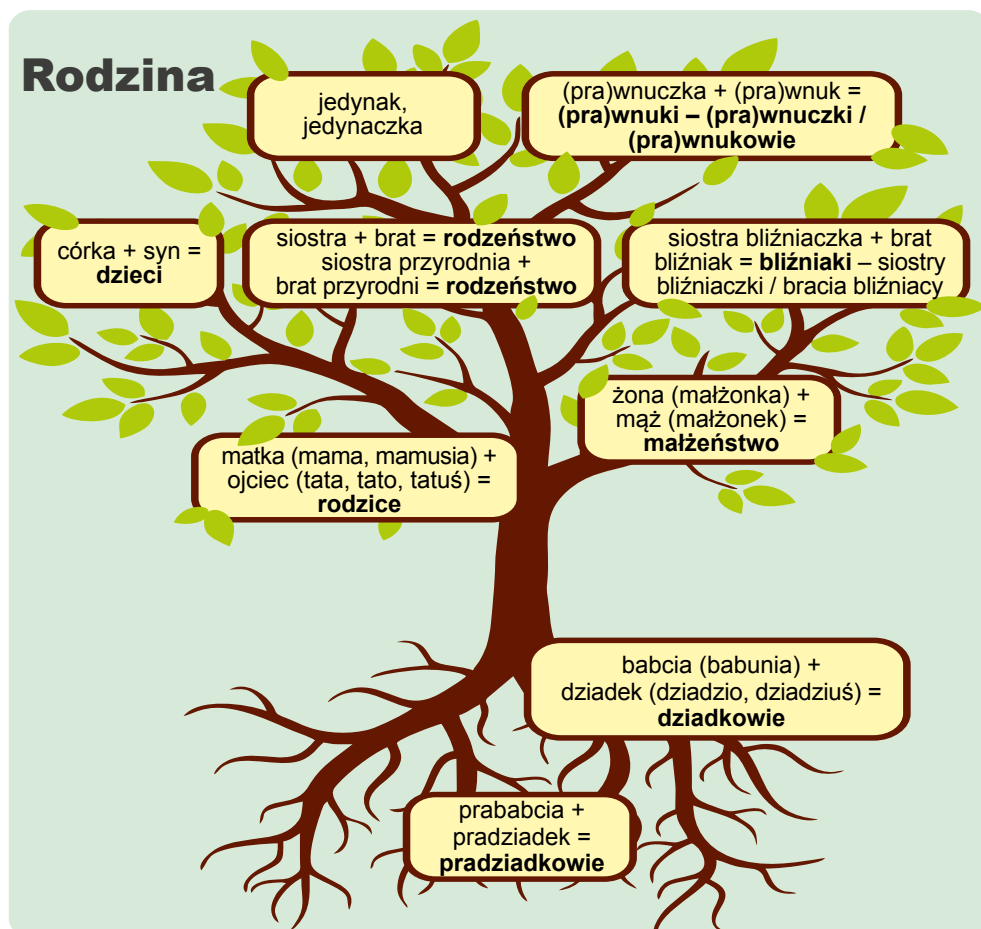 Rodzina
jedynak,
jedynaczka
(pra)wnuczka + (pra)wnuk =
(pra)wnuki – (pra)wnuczki /
(pra)wnukowie
córka + syn =
dzieci
siostra + brat = rodzeństwo
siostra przyrodnia +
brat przyrodni = rodzeństwo
siostra bliźniaczka + brat
bliźniak = bliźniaki – siostry
bliźniaczki / bracia bliźniacy
żona (małżonka) +
mąż (małżonek) =
małżeństwo
matka (mama, mamusia) +
ojciec (tata, tato, tatuś) =
rodzice
babcia (babunia) +
dziadek (dziadzio, dziadziuś) =
dziadkowie
prababcia +
pradziadek =
pradziadkowie